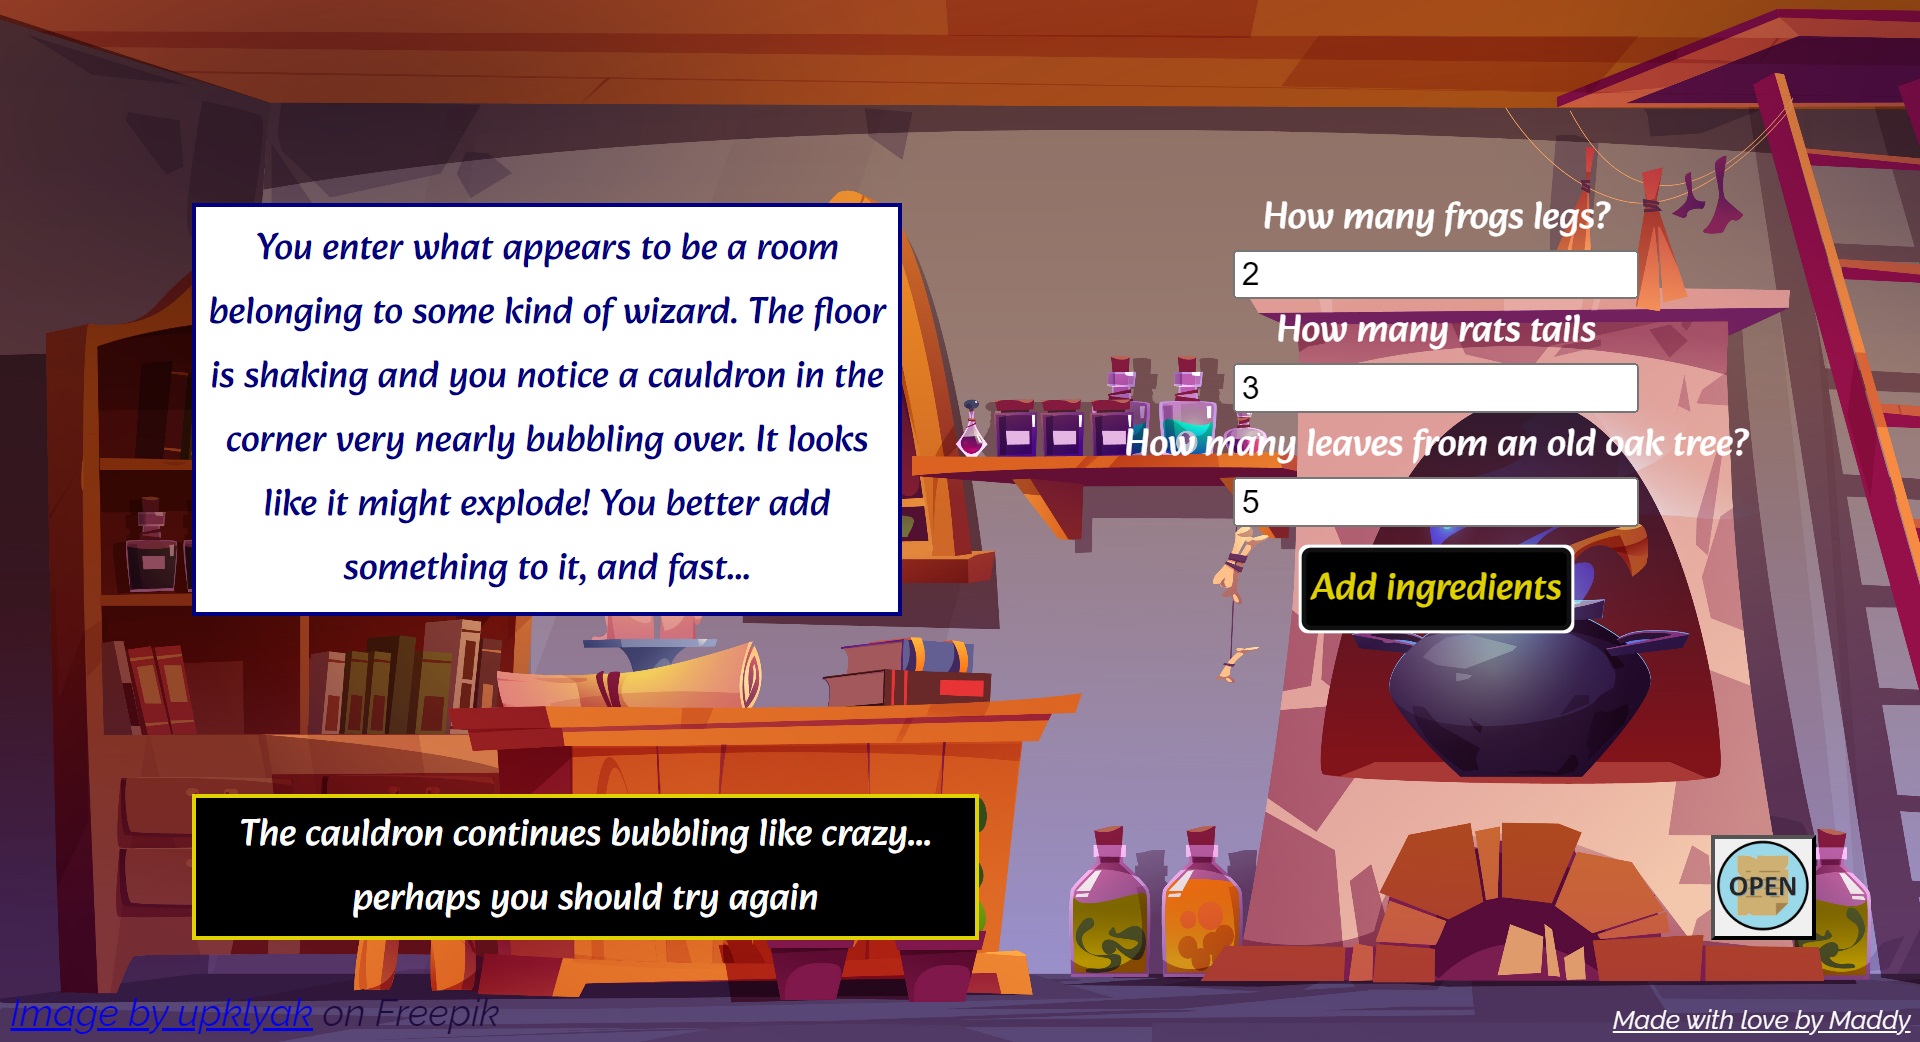 You enter what appears to be a room
belonging to some kind of wizard. The floor
is shaking and you notice a cauldron in the
corner very nearly bubbling over. It looks
like it might explode! You better add
something to it, and fast...
How many frogs legs?
2
How many rats tails
3
How many leaves from an old oak tree?
5
Add ingredients
The cauldron continues bubbling like crazy...
perhaps you should try again
OPEN
Image by upklyak on Freepik
Made with love by Maddy